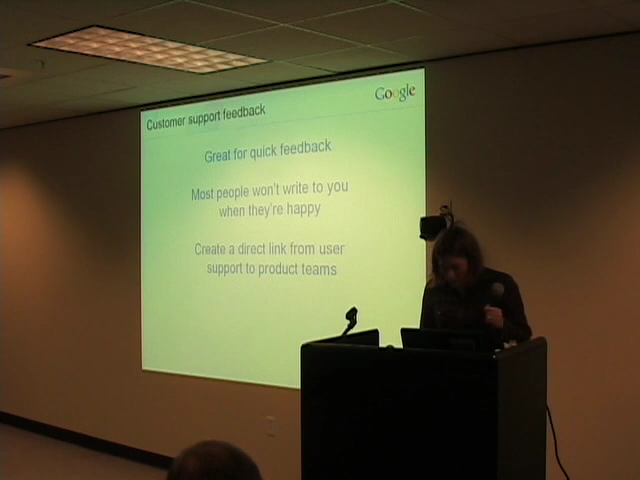 Google
Customer support feedback
Great for quick feedback
Most people won't write to you
when they're happy
Create a direct link from user
support to product teams